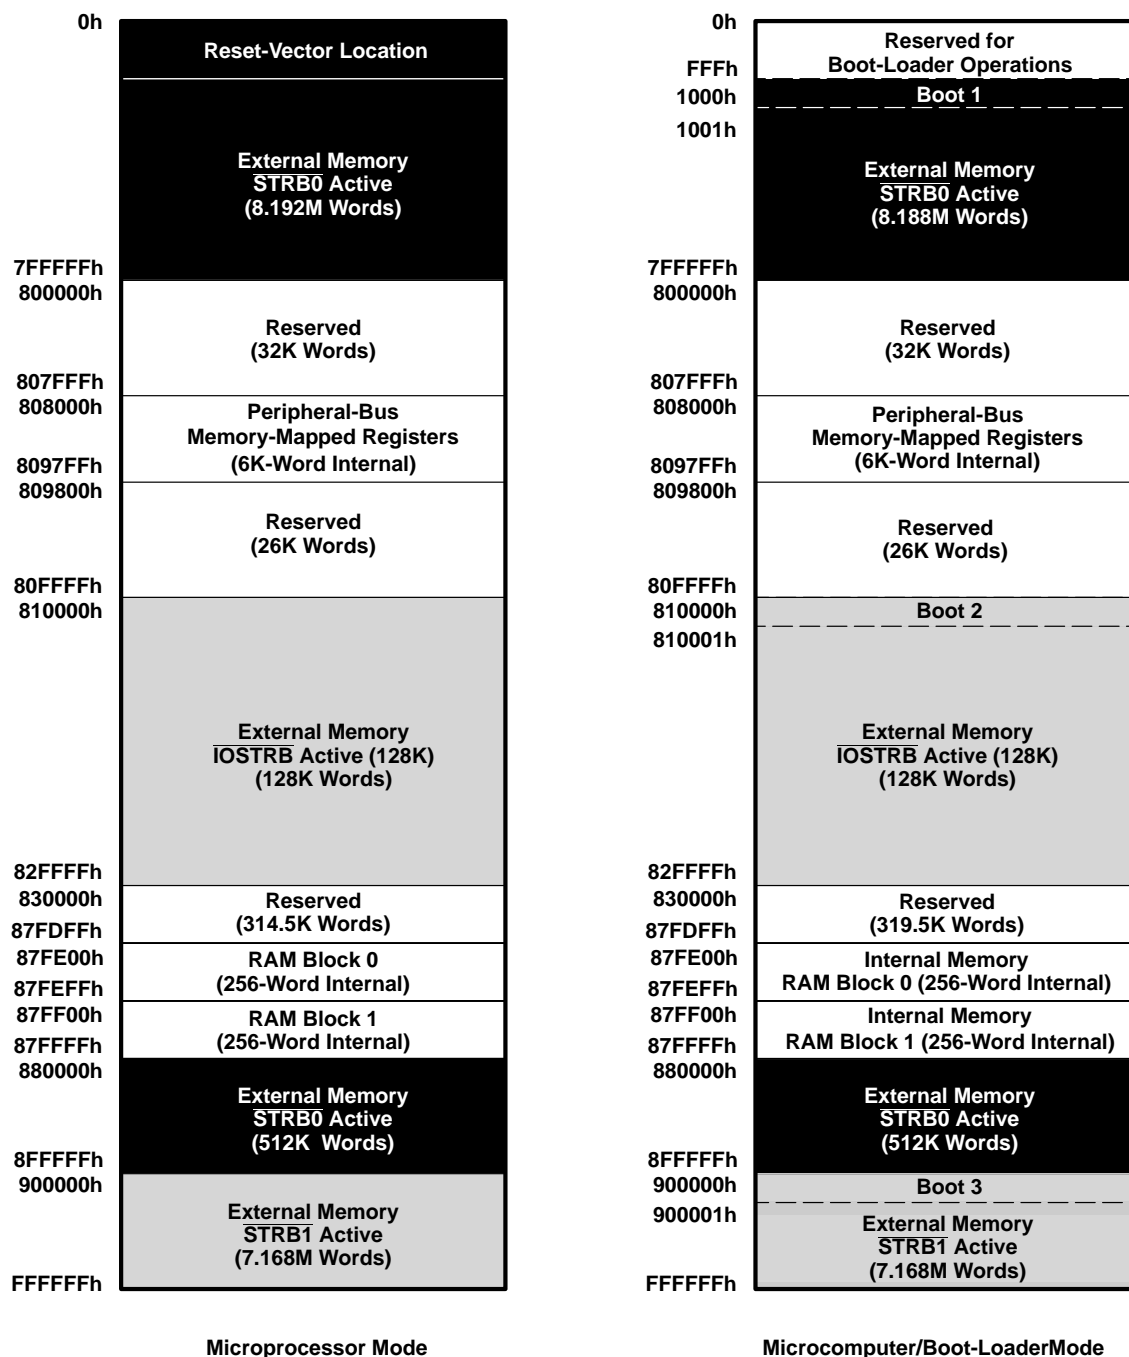 0h
Reset-Vector Location
External Memory
STRB0 Active
(8.192M Words)
7FFFFFh
800000h
Reserved
(32K Words)
807FFFh
808000h
Peripheral-Bus
Memory-Mapped Registers
(6K-Word Internal)
8097FFh
809800h
Reserved
(26K Words)
80FFFFh
810000h
External Memory
IOSTRB Active (128K)
(128K Words)
82FFFFh
830000h
Reserved
(314.5K Words)
87FDFFh
87FE00h
RAM Block 0
(256-Word Internal)
87FEFFh
87FF00h
RAM Block 1
(256-Word Internal)
87FFFFh
880000h
External Memory
STRB0 Active
(512K Words)
8FFFFFh
900000h
External Memory
STRB1 Active
(7.168M Words)
FFFFFFh
Microprocessor Mode
0h
Reserved for
Boot-Loader Operations
FFFh
1000h
Boot 1
1001h
External Memory
STRB0 Active
(8.188M Words)
7FFFFFh
800000h
Reserved
(32K Words)
807FFFh
808000h
Peripheral-Bus
Memory-Mapped Registers
(6K-Word Internal)
8097FFh
809800h
Reserved
(26K Words)
80FFFFh
810000h
Boot 2
810001h
External Memory
IOSTRB Active (128K)
(128K Words)
82FFFFh
830000h
Reserved
(319.5K Words)
87FDFFh
87FE00h
Internal Memory
RAM Block 0 (256-Word Internal)
87FEFFh
87FF00h
Internal Memory
RAM Block 1 (256-Word Internal)
87FFFFh
880000h
External Memory
STRB0 Active
(512K Words)
8FFFFFh
900000h
Boot 3
900001h
External Memory
STRB1 Active
(7.168M Words)
FFFFFFh
Microcomputer/Boot-LoaderMode